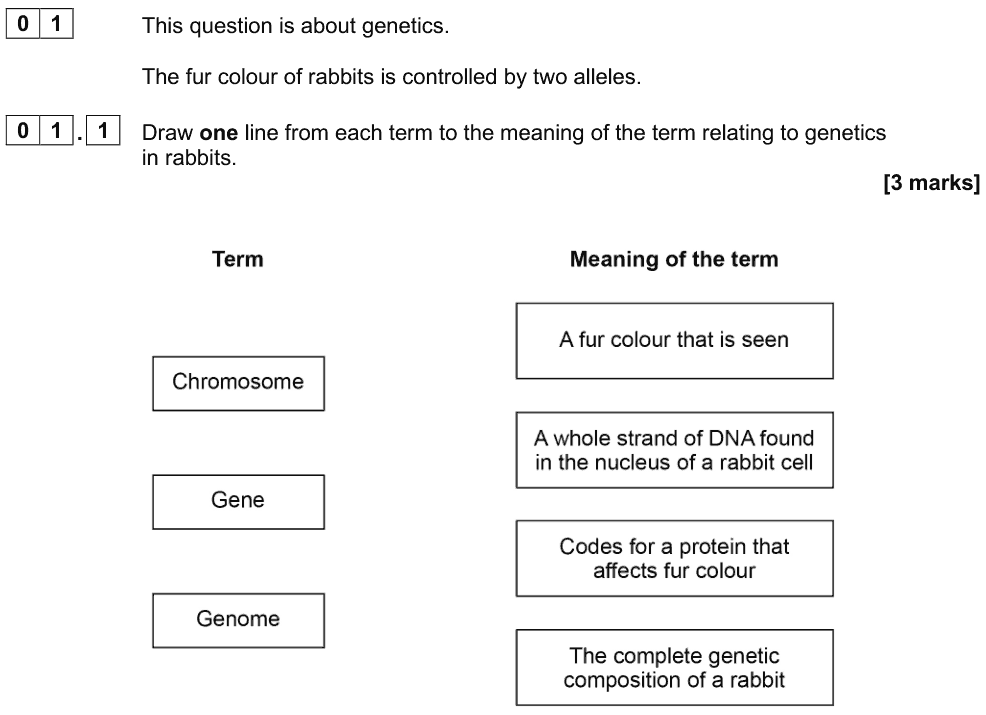 0 1 This question is about genetics.
The fur colour of rabbits is controlled by two alleles.
0 1 . 1 Draw one line from each term to the meaning of the term relating to genetics
in rabbits.
[3 marks]
Term
Meaning of the term
A fur colour that is seen
Chromosome
A whole strand of DNA found
in the nucleus of a rabbit cell
Gene
Codes for a protein that
affects fur colour
Genome
The complete genetic
composition of a rabbit